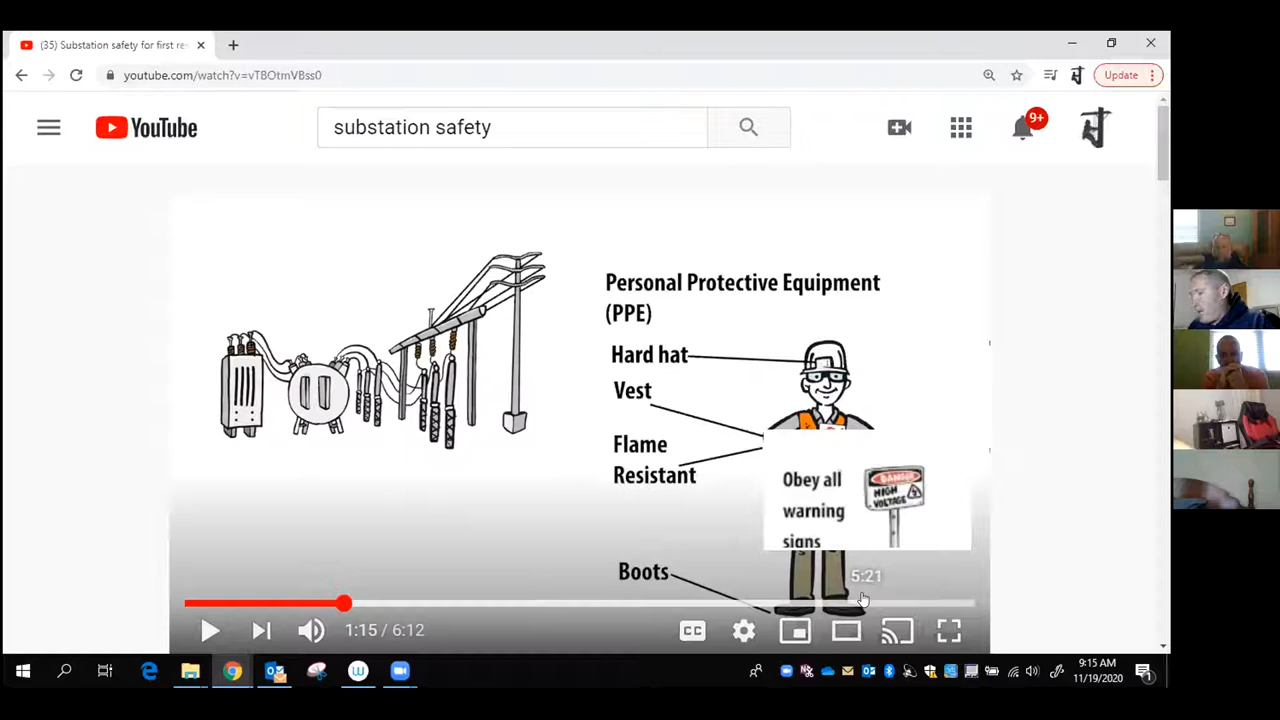 (35) Substation safety for first res
youtube.com/watch?v=vTBOtmVBss0
Update
YouTube
substation safety
9+
Personal Protective Equipment
(PPE)
Hard hat
Vest
Flame
Resistant
Obey all
warning
signs
DANGER
HIGH
VOLTAGE
Boots
5:21
1:15 / 6:12
CC
9:15 AM
11/19/2020
1